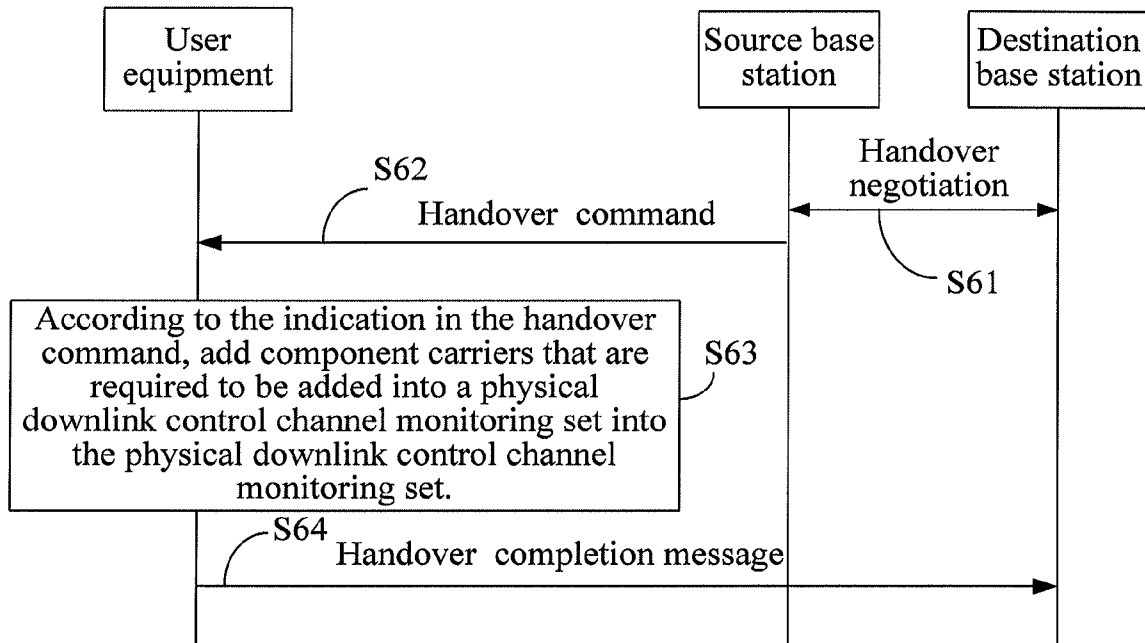 User
equipment
Source base
station
Destination
base station
Handover
negotiation
S61
S62
Handover command
According to the indication in the handover
command, add component carriers that are
required to be added into a physical
downlink control channel monitoring set into
the physical downlink control channel
monitoring set.
S63
S64
Handover completion message